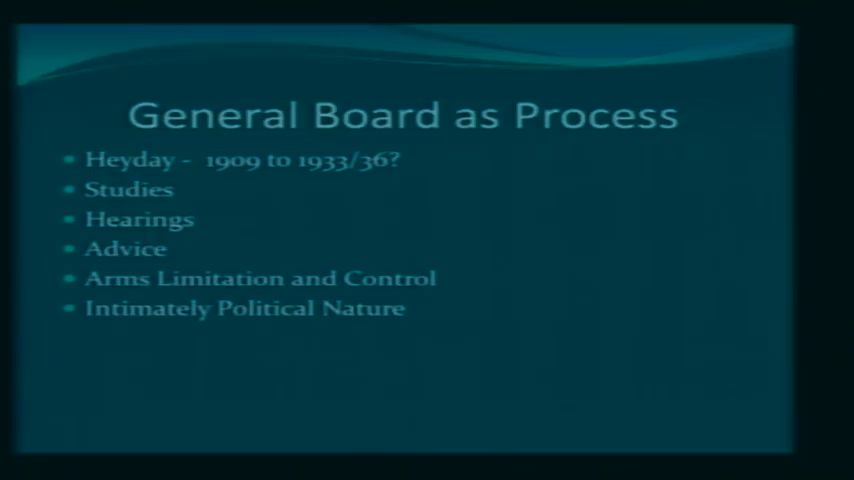 General Board as Process
• Heyday - 1909 to 1933/36?
• Studies
• Hearings
• Advice
• Arms Limitation and Control
• Intimately Political Nature